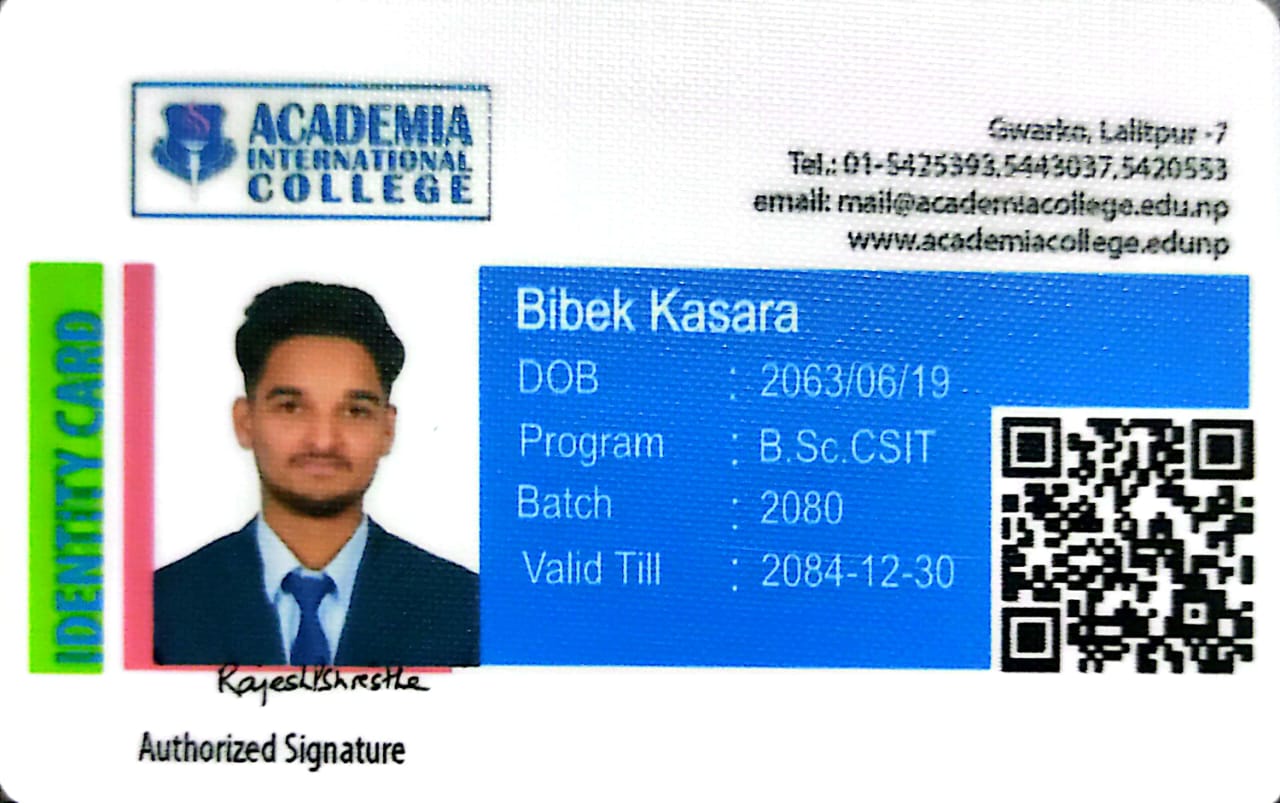 ACADEMIA
INTERNATIONAL
COLLEGE
Gwarko, Lalitpur -7
Tel.: 01-5425393,5443037,5420553
email: mail@academiacollege.edu.np
www.academiacollege.edunp
IDENTITY CARD
Bibek Kasara
DOB : 2063/06/19
Program : B.Sc.CSIT
Batch : 2080
Valid Till : 2084-12-30
Rajesh Shrestha
Authorized Signature